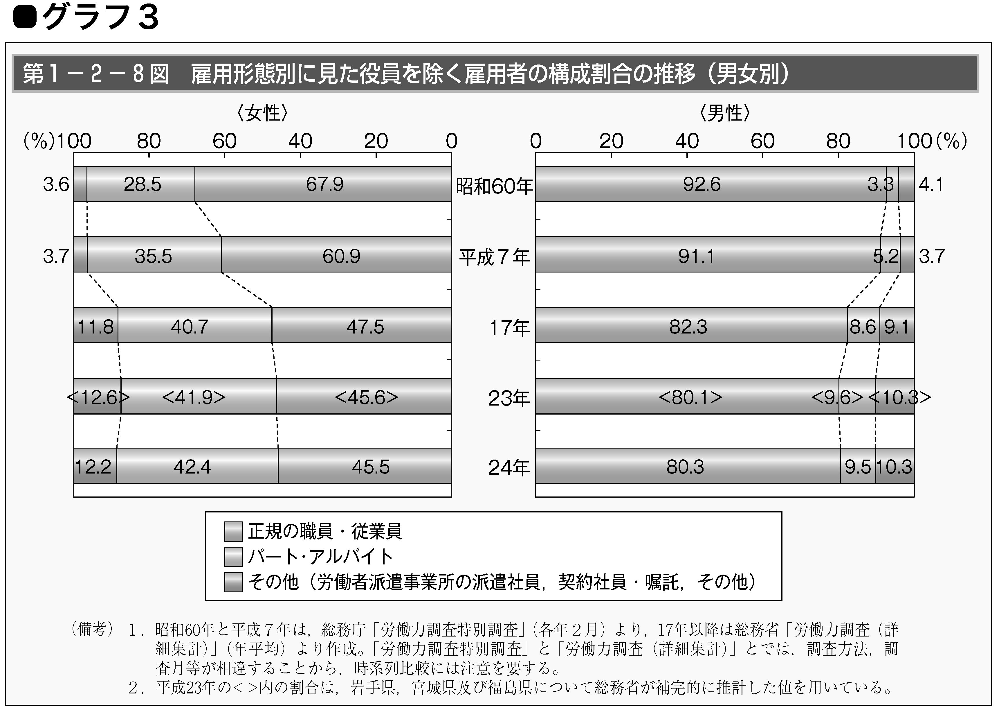 ■グラフ３
第１－２－８図　雇用形態別に見た役員を除く雇用者の構成割合の推移（男女別）
〈女性〉
〈男性〉
(%)100 80 60 40 20 0
0 20 40 60 80 100(%)
3.6 28.5 67.9 昭和60年 92.6 3.3 4.1
3.7 35.5 60.9 平成７年 91.1 5.2 3.7
11.8 40.7 47.5 17年 82.3 8.6 9.1
<12.6> <41.9> <45.6> 23年 <80.1> <9.6> <10.3>
12.2 42.4 45.5 24年 80.3 9.5 10.3
正規の職員・従業員
パート・アルバイト
その他（労働者派遣事業所の派遣社員，契約社員・嘱託，その他）
（備考）１．昭和60年と平成７年は，総務庁「労働力調査特別調査」（各年２月）より，17年以降は総務省「労働力調査（詳
細集計）」（年平均）より作成。「労働力調査特別調査」と「労働力調査（詳細集計）」とでは，調査方法，調
査月等が相違することから，時系列比較には注意を要する。
２．平成23年の< >内の割合は，岩手県，宮城県及び福島県について総務省が補完的に推計した値を用いている。